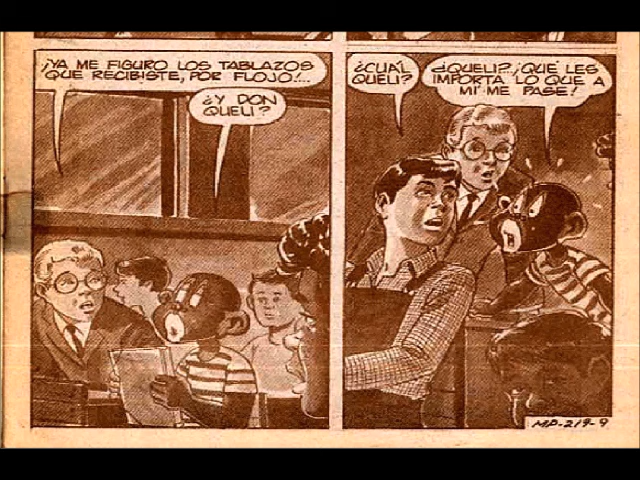 ¡YA ME FIGURO LOS TABLAZOS
QUE RECIBISTE, POR FLOJO!...
¿Y DON
QUELI?
¿CUÁL
QUELI?
¿QUELI?... ¡QUÉ LES
IMPORTA LO QUE A
MÍ ME PASE!
MP-219-9